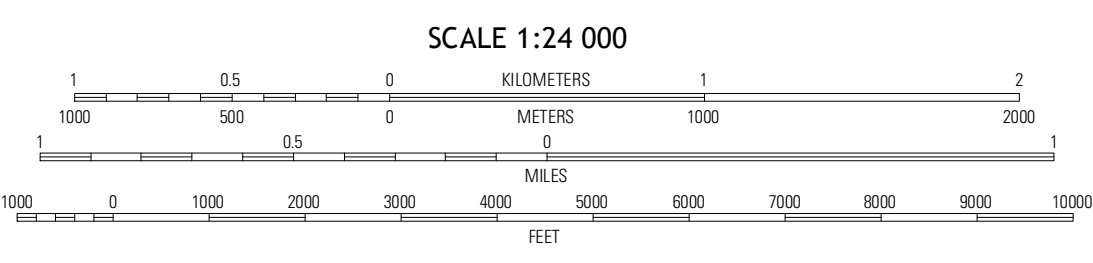 SCALE 1:24 000
1 0.5 0 KILOMETERS 1 2
1000 500 0 METERS 1000 2000
1 0.5 0 1
MILES
1000 0 1000 2000 3000 4000 5000 6000 7000 8000 9000 10000
FEET